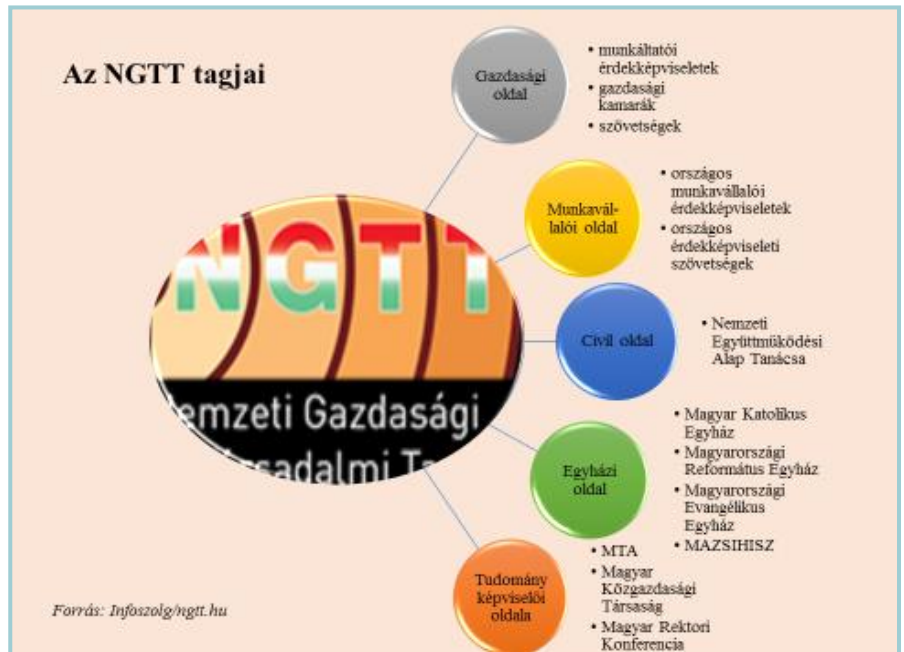 Az NGTT tagjai
NGTT
emzeti Gazdasági
Gazdasági
oldal
• munkáltatói
érdekképviseletek
• gazdasági
kamarák
• szövetségek
Munkavál-
lalói oldal
• országos
munkavállalói
érdekképviseletek
• országos
érdekképviseleti
szövetségek
Civil oldal
• Nemzeti
Együttműködési
Alap Tanácsa
Egyházi
oldal
• Magyar Katolikus
Egyház
• Magyarországi
Református Egyház
• Magyarországi
Evangélikus
Egyház
• MAZSIHISZ
Tudomány
képviselői
oldala
• MTA
• Magyar
Közgazdasági
Társaság
• Magyar Rektori
Konferencia
Forrás: Infoszolg/ngtt.hu